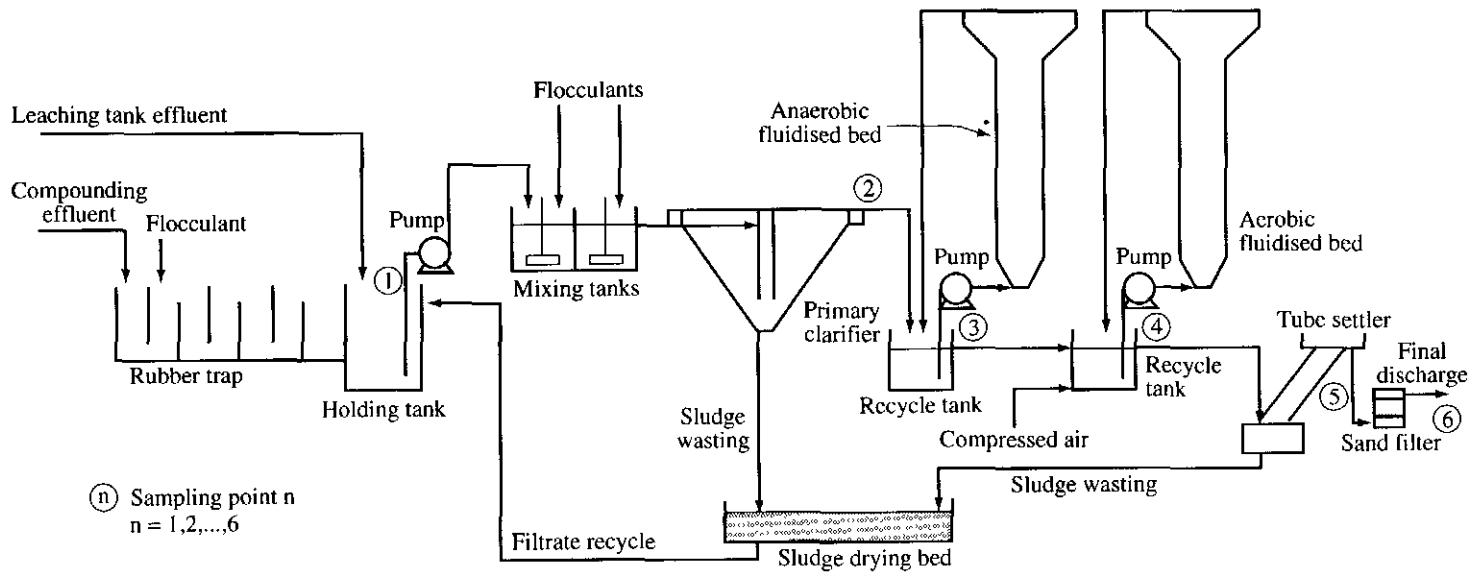 Leaching tank effluent
Compounding
effluent
Flocculant
Rubber trap
Holding tank
①
Pump
Flocculants
Mixing tanks
②
Primary
clarifier
Sludge
wasting
Anaerobic
fluidised bed
Pump
③
Recycle tank
Aerobic
fluidised bed
Pump
④
Recycle
tank
Compressed air
Tube settler
⑤
Final
discharge
⑥
Sand filter
Sludge wasting
Sludge drying bed
Filtrate recycle
ⓝ Sampling point n
n = 1,2,...,6